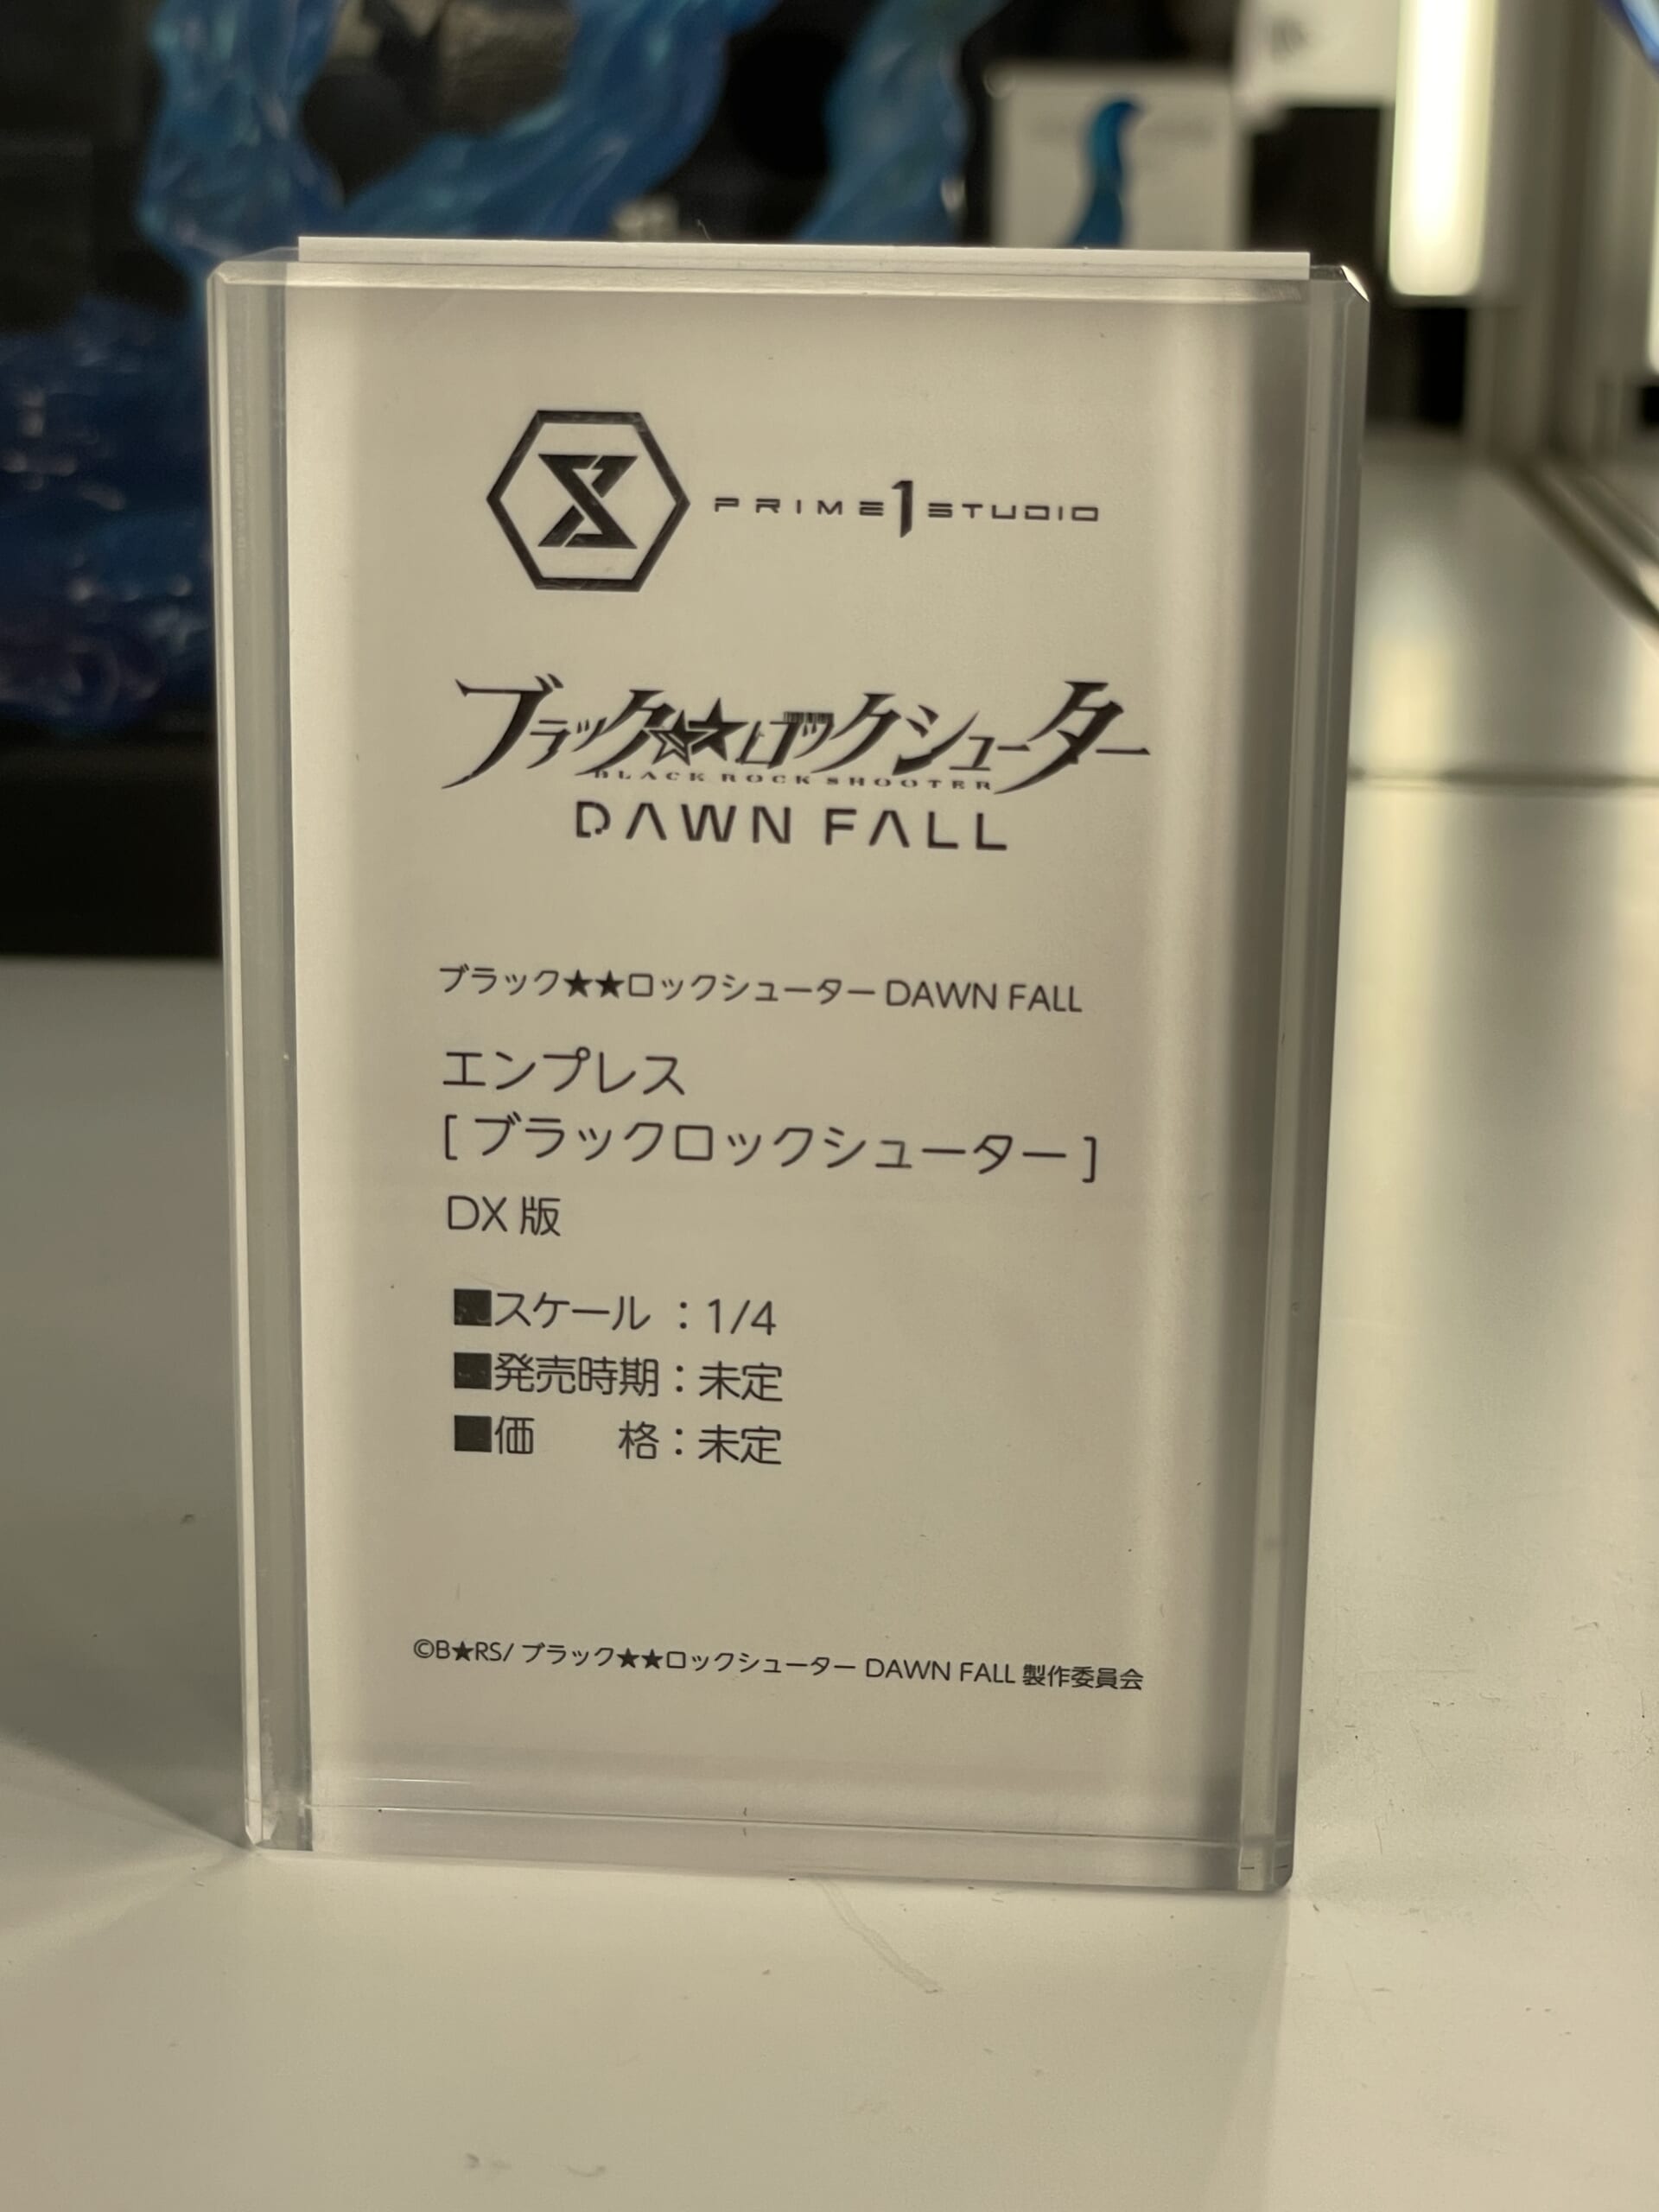 PRIME 1 STUDIO
ブラック★★ロックシューター
BLACK ROCK SHOOTER
DAWN FALL
ブラック★★ロックシューター DAWN FALL
エンプレス
[ ブラックロックシューター ]
DX 版
■スケール ：1/4
■発売時期：未定
■価　　格：未定
©B★RS/ ブラック★★ロックシューター DAWN FALL 製作委員会